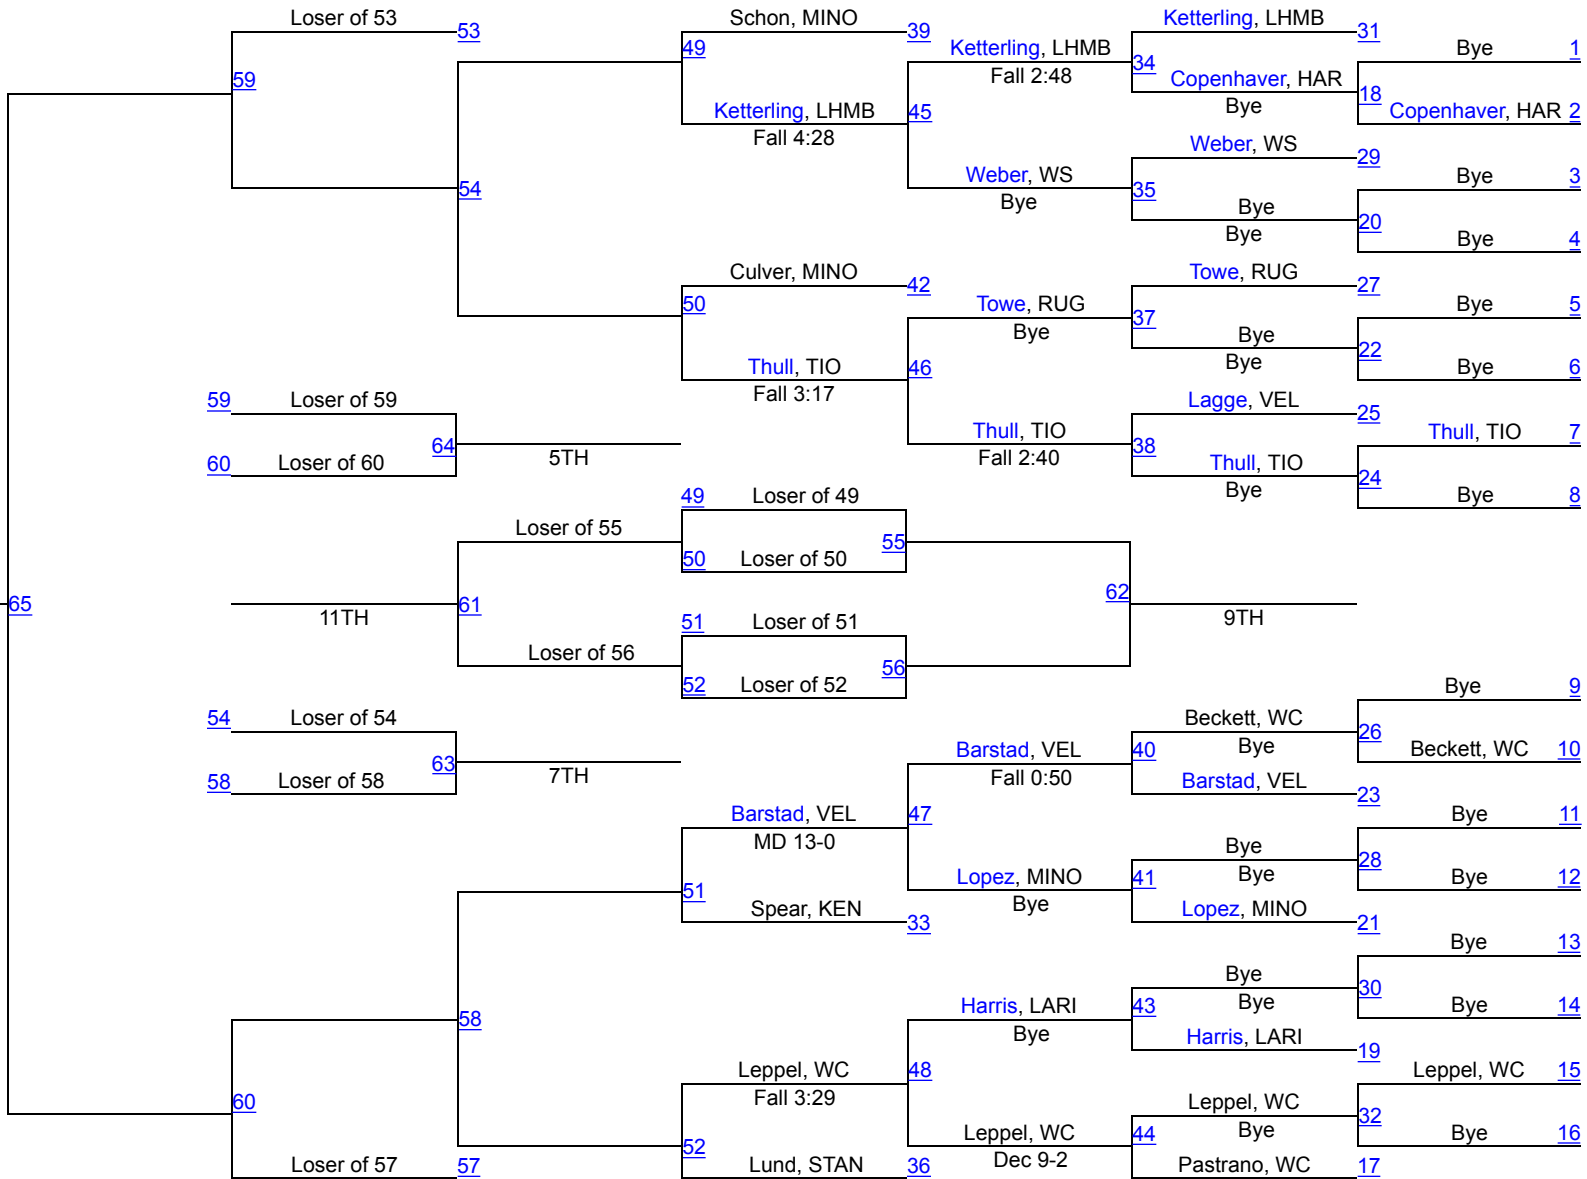 Loser of 53
53
Schon, MINO
39
Ketterling, LHMB
31
49
Ketterling, LHMB
Fall 2:48
34
Bye
1
59
Copenhaver, HAR
Bye
18
Ketterling, LHMB
Fall 4:28
45
Copenhaver, HAR
2
Weber, WS
29
54
Weber, WS
Bye
35
Bye
3
Bye
Bye
20
Bye
4
Culver, MINO
42
Towe, RUG
27
50
Towe, RUG
Bye
37
Bye
5
Bye
Bye
22
Thull, TIO
Fall 3:17
46
Bye
6
59
Loser of 59
Lagge, VEL
25
64
5TH
Thull, TIO
Fall 2:40
38
Thull, TIO
7
60
Loser of 60
Thull, TIO
Bye
24
Bye
8
49
Loser of 49
Loser of 55
55
50
Loser of 50
65
11TH
61
62
9TH
51
Loser of 51
Loser of 56
56
52
Loser of 52
Bye
9
54
Loser of 54
Beckett, WC
Bye
26
63
7TH
Barstad, VEL
Fall 0:50
40
Beckett, WC
10
58
Loser of 58
Barstad, VEL
23
Barstad, VEL
MD 13-0
47
Bye
11
Bye
Bye
28
51
Lopez, MINO
Bye
41
Bye
12
Spear, KEN
33
Lopez, MINO
21
Bye
13
Bye
Bye
30
58
Harris, LARI
Bye
43
Bye
14
Harris, LARI
19
Leppel, WC
Fall 3:29
48
Leppel, WC
15
60
Leppel, WC
Bye
32
52
Leppel, WC
Dec 9-2
44
Bye
16
Loser of 57
57
Lund, STAN
36
Pastrano, WC
17